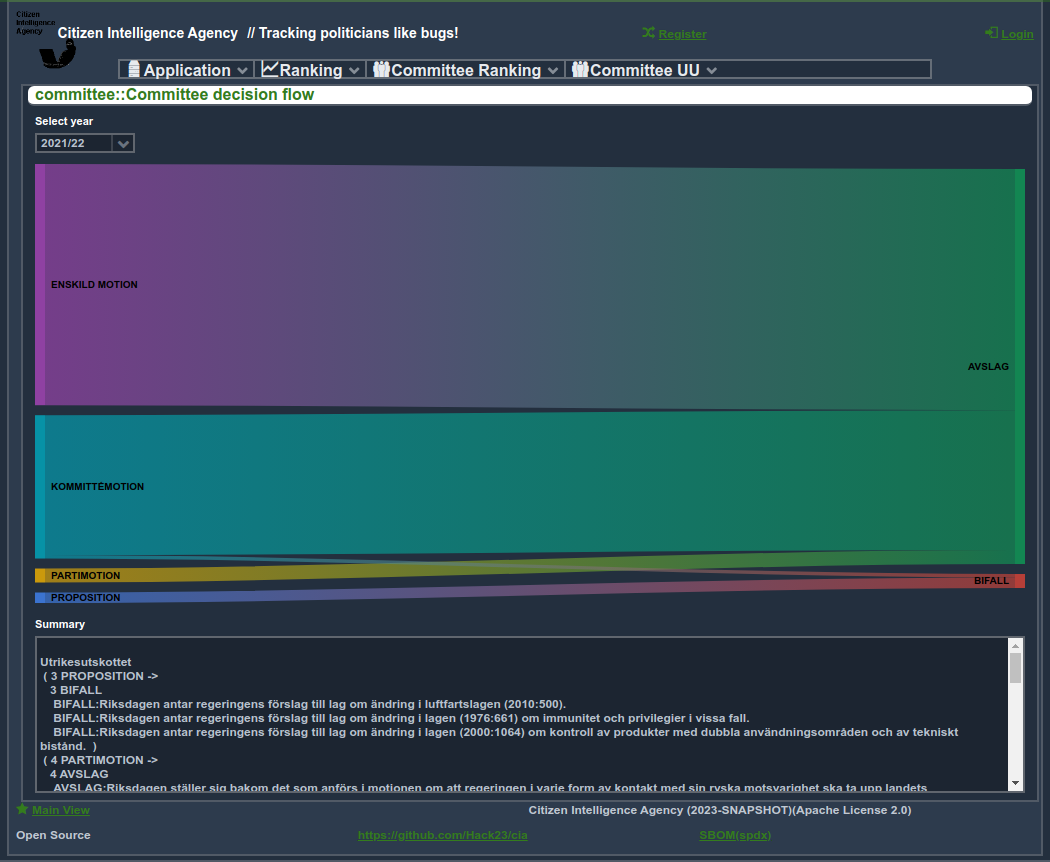 Citizen
Intelligence
Agency
Citizen Intelligence Agency // Tracking politicians like bugs!
Register
Login
Application
Ranking
Committee Ranking
Committee UU
committee::Committee decision flow
Select year
2021/22
ENSKILD MOTION
AVSLAG
KOMMITTÉMOTION
PARTIMOTION
BIFALL
PROPOSITION
Summary
Utrikesutskottet
( 3 PROPOSITION ->
3 BIFALL
BIFALL:Riksdagen antar regeringens förslag till lag om ändring i luftfartslagen (2010:500).
BIFALL:Riksdagen antar regeringens förslag till lag om ändring i lagen (1976:661) om immunitet och privilegier i vissa fall.
BIFALL:Riksdagen antar regeringens förslag till lag om ändring i lagen (2000:1064) om kontroll av produkter med dubbla användningsområden och av tekniskt
bistånd. )
( 4 PARTIMOTION ->
4 AVSLAG
AVSLAG:Riksdagen ställer sig bakom det som anförs i motionen om att regeringen i varje form av kontakt med sin ryska motsvarighet ska ta upp landets
Main View
Citizen Intelligence Agency (2023-SNAPSHOT)(Apache License 2.0)
Open Source
https://github.com/Hack23/cia
SBOM(spdx)